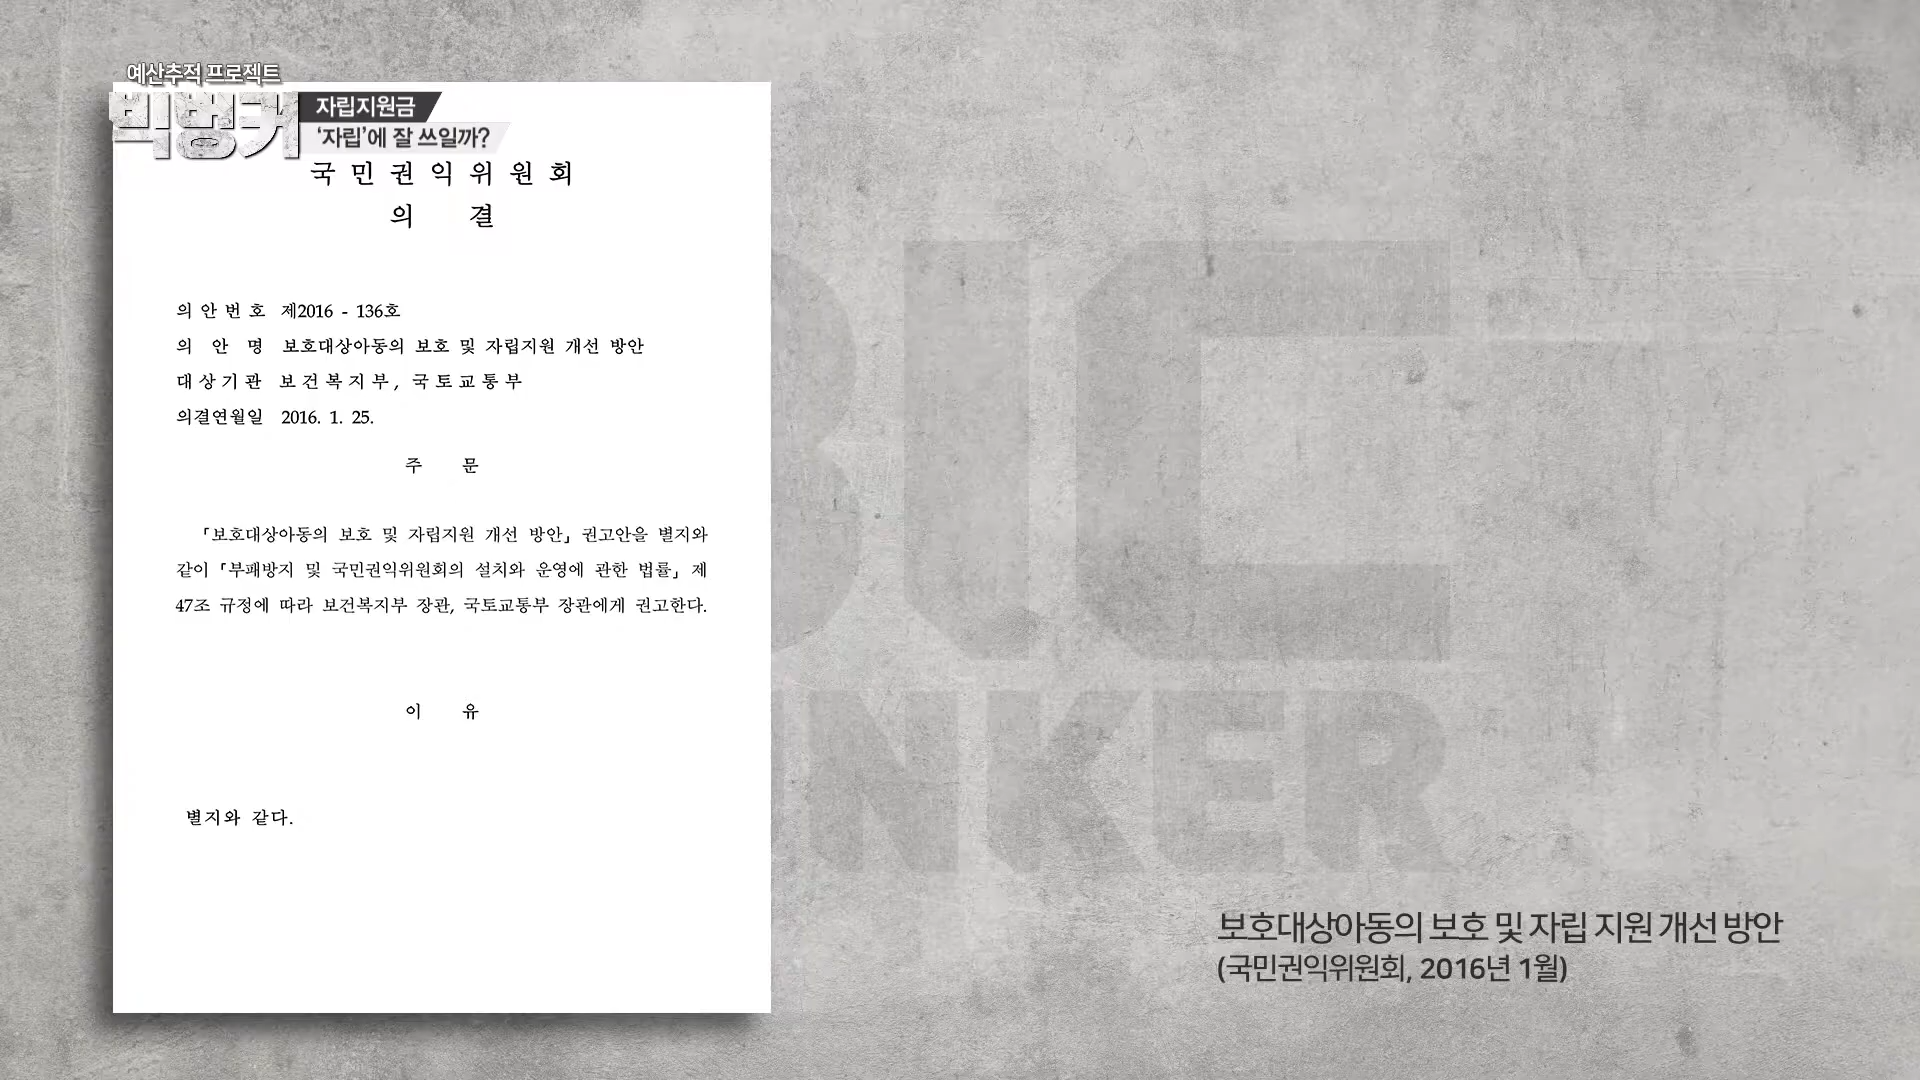 예산추적 프로젝트
빅벙커
자립지원금
‘자립’에 잘 쓰일까?
국민권익위원회
의 결
의안번호 제2016 - 136호
의 안 명 보호대상아동의 보호 및 자립지원 개선 방안
대상기관 보건복지부, 국토교통부
의결연월일 2016. 1. 25.
주 문
「보호대상아동의 보호 및 자립지원 개선 방안」 권고안을 별지와
같이 「부패방지 및 국민권익위원회의 설치와 운영에 관한 법률」 제
47조 규정에 따라 보건복지부 장관, 국토교통부 장관에게 권고한다.
이 유
별지와 같다.
BIG
NKER
보호대상아동의 보호 및 자립 지원 개선 방안
(국민권익위원회, 2016년 1월)